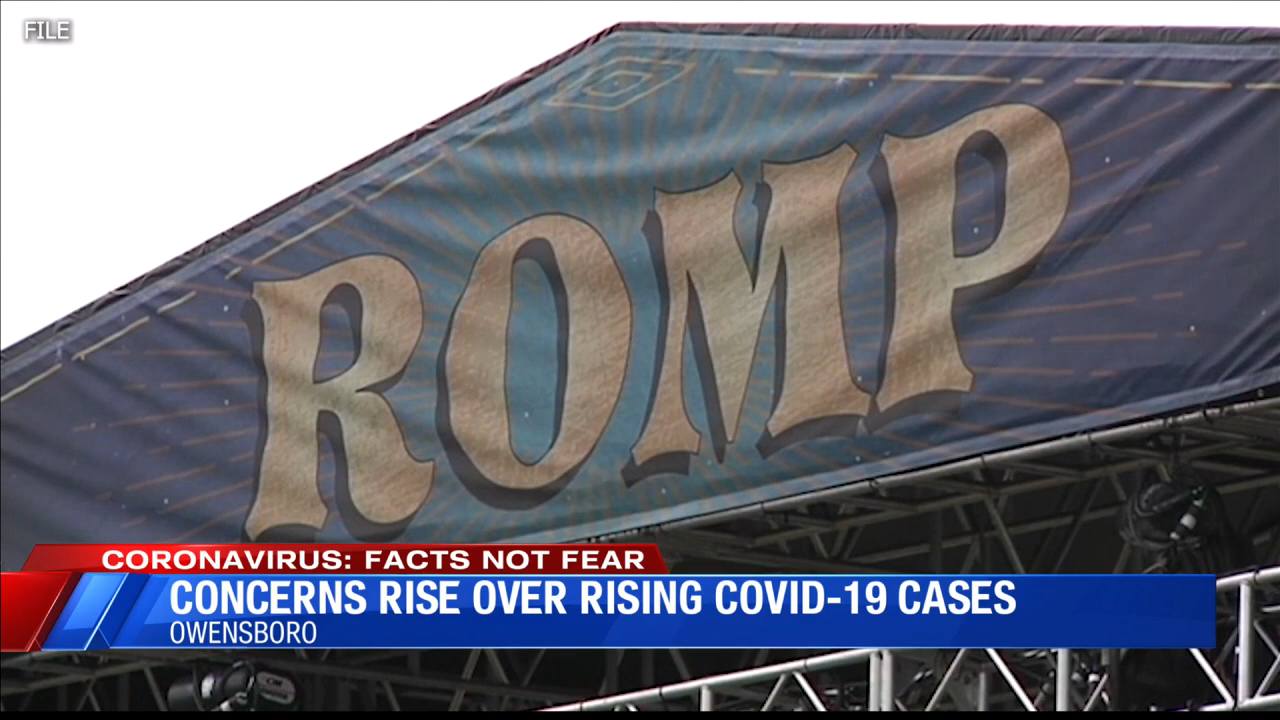 FILE
ROMP
CORONAVIRUS: FACTS NOT FEAR
CONCERNS RISE OVER RISING COVID-19 CASES
OWENSBORO